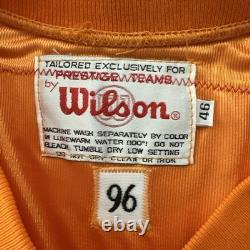 TAILORED EXCLUSIVELY FOR
PRESTIGE TEAMS
by
Wilson®
46
MACHINE WASH SEPARATELY BY COLOR
IN LUKEWARM WATER (100°) DO NOT
BLEACH TUMBLE DRY LOW SETTING
DO NOT DRY CLEAN OR IRON
96